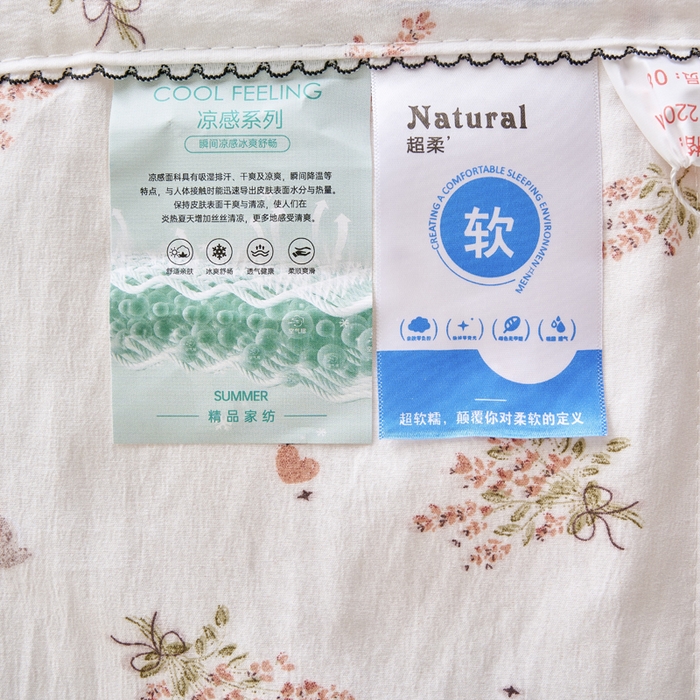 COOL FEELING
凉感系列
瞬间凉感冰爽舒畅
凉感面科具有吸湿排汗、干爽及凉爽，瞬间降温等
特点，与人体接触时能迅速导出皮肤表面水分与热量。
保持皮肤表面干爽与清凉，使人们在
炎热夏天增加丝丝清凉，更多地感受清爽。
舒适亲肤
冰爽舒畅
透气健康
柔顺爽滑
空气层
SUMMER
精品家纺
Natural
超柔'
CREATING A COMFORTABLE SLEEPING ENVIRONMENT
软
超软糯，颠覆你对柔软的定义